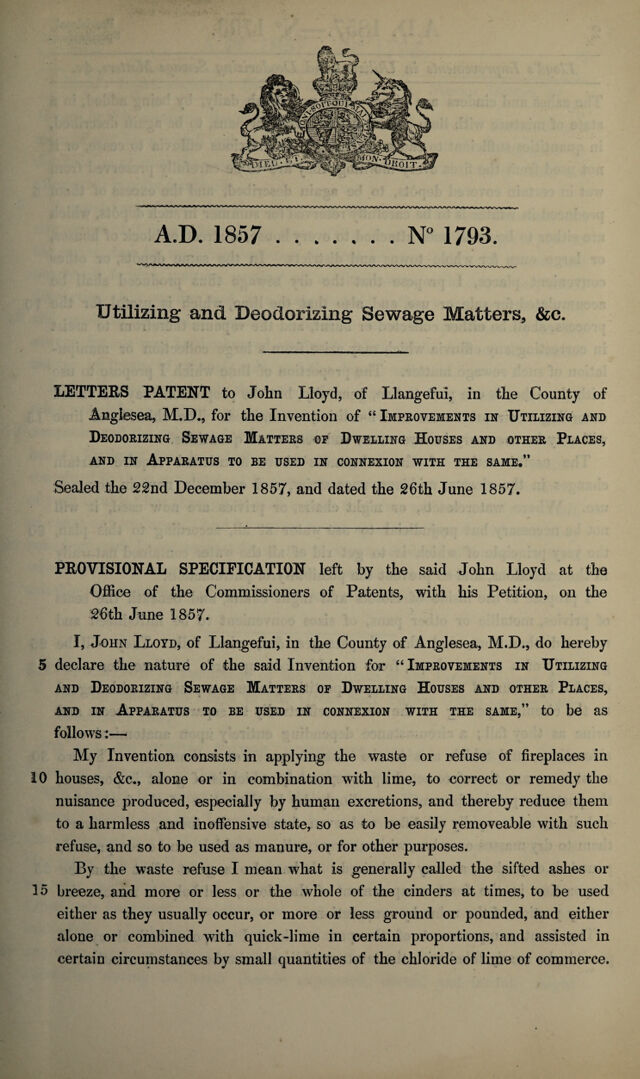 HONI SOIT QUI MAL
DIEU ET MON DROIT
A.D. 1857 . . . . . . . N° 1793.
Utilizing and Deodorizing Sewage Matters, &c.
LETTERS PATENT to John Lloyd, of Llangefui, in the County of
Anglesea, M.D., for the Invention of “ IMPROVEMENTS IN UTILIZING AND
DEODORIZING SEWAGE MATTERS OF DWELLING HOUSES AND OTHER PLACES,
AND IN APPARATUS TO BE USED IN CONNEXION WITH THE SAME.”
Sealed the 22nd December 1857, and dated the 26th June 1857.
PROVISIONAL SPECIFICATION left by the said John Lloyd at the
Office of the Commissioners of Patents, with his Petition, on the
26th June 1857.
I, JOHN LLOYD, of Llangefui, in the County of Anglesea, M.D., do hereby
5 declare the nature of the said Invention for “ IMPROVEMENTS IN UTILIZING
AND DEODORIZING SEWAGE MATTERS OF DWELLING HOUSES AND OTHER PLACES,
AND IN APPARATUS TO BE USED IN CONNEXION WITH THE SAME,” to be as
follows:—
My Invention consists in applying the waste or refuse of fireplaces in
10 houses, &c., alone or in combination with lime, to correct or remedy the
nuisance produced, especially by human excretions, and thereby reduce them
to a harmless and inoffensive state, so as to be easily removeable with such
refuse, and so to be used as manure, or for other purposes.
By the waste refuse I mean what is generally called the sifted ashes or
15 breeze, and more or less or the whole of the cinders at times, to be used
either as they usually occur, or more or less ground or pounded, and either
alone or combined with quick-lime in certain proportions, and assisted in
certain circumstances by small quantities of the chloride of lime of commerce.